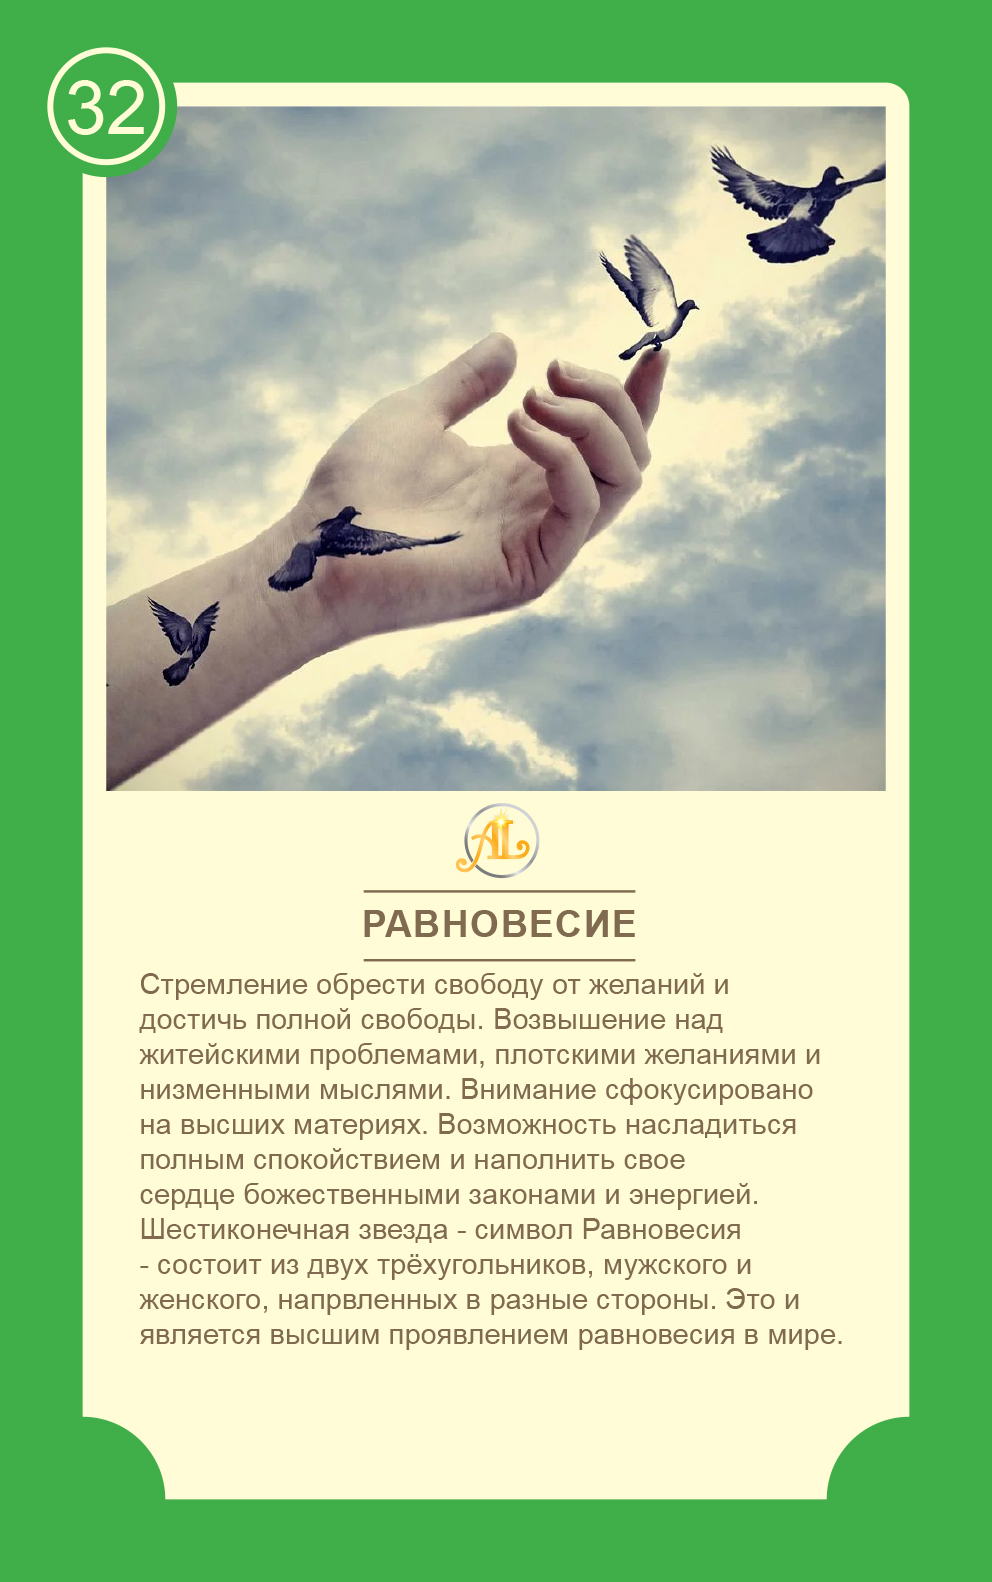 32
AL
РАВНОВЕСИЕ
Стремление обрести свободу от желаний и
достичь полной свободы. Возвышение над
житейскими проблемами, плотскими желаниями и
низменными мыслями. Внимание сфокусировано
на высших материях. Возможность насладиться
полным спокойствием и наполнить свое
сердце божественными законами и энергией.
Шестиконечная звезда - символ Равновесия
- состоит из двух трёхугольников, мужского и
женского, напрвленных в разные стороны. Это и
является высшим проявлением равновесия в мире.